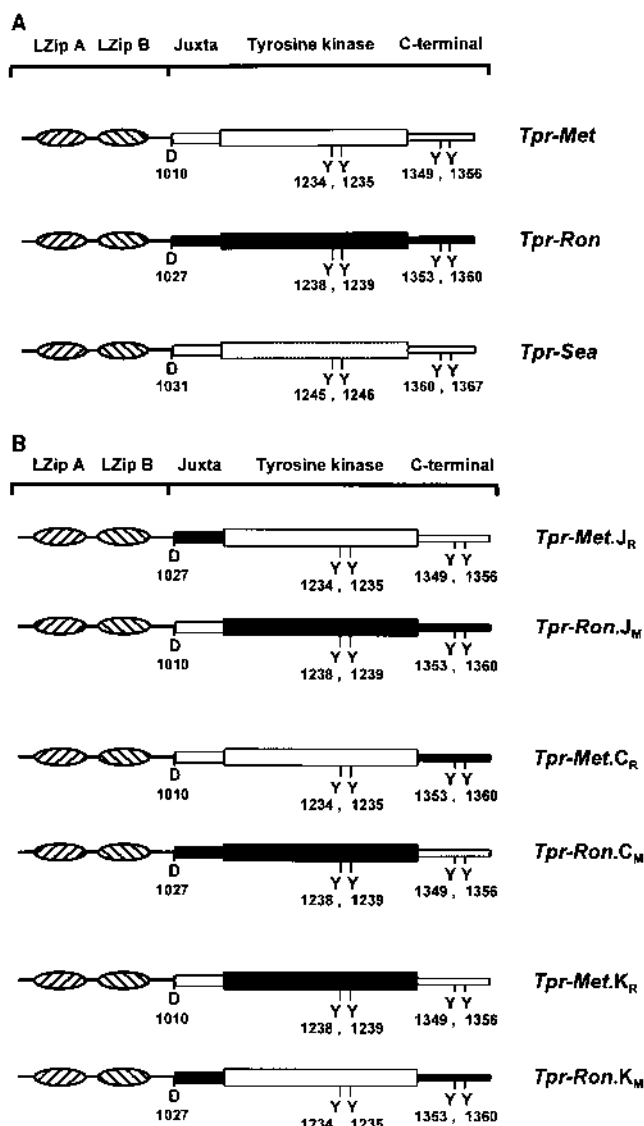 A
LZip A LZip B Juxta Tyrosine kinase C-terminal
Tpr-Met
D Y Y Y Y
1010 1234 , 1235 1349 , 1356
Tpr-Ron
D Y Y Y Y
1027 1238 , 1239 1353 , 1360
Tpr-Sea
D Y Y Y Y
1031 1245 , 1246 1360 , 1367
B
LZip A LZip B Juxta Tyrosine kinase C-terminal
Tpr-Met.JR
D Y Y Y Y
1027 1234 , 1235 1349 , 1356
Tpr-Ron.JM
D Y Y Y Y
1010 1238 , 1239 1353 , 1360
Tpr-Met.CR
D Y Y Y Y
1010 1234 , 1235 1353 , 1360
Tpr-Ron.CM
D Y Y Y Y
1027 1238 , 1239 1349 , 1356
Tpr-Met.KR
D Y Y Y Y
1010 1238 , 1239 1349 , 1356
Tpr-Ron.KM
D Y Y Y Y
1027 1234 , 1235 1353 , 1360